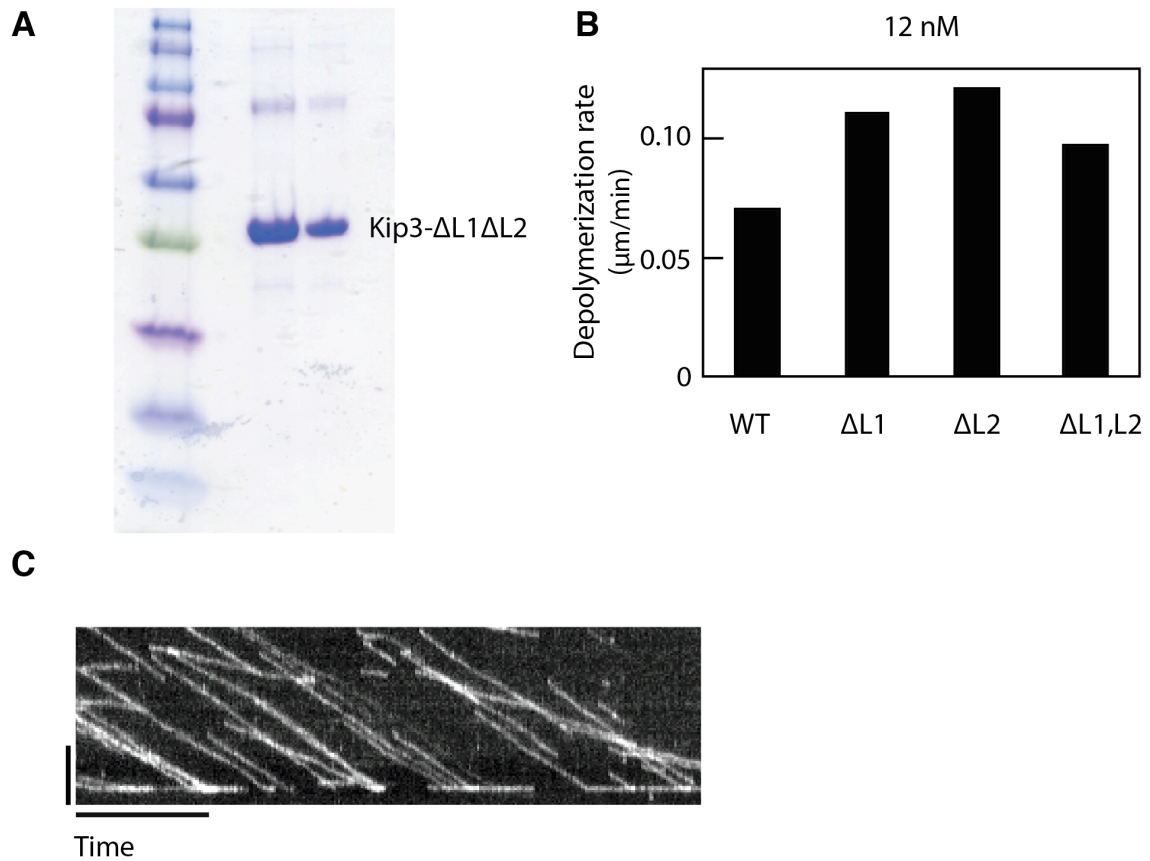 A
Kip3-ΔL1ΔL2
B
12 nM
Depolymerization rate
(μm/min)
0.10
0.05
0
WT
ΔL1
ΔL2
ΔL1,L2
C
Time